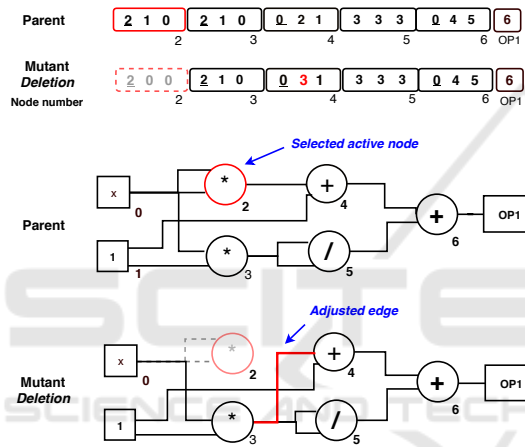 Parent 2 1 0 2 1 0 0 2 1 3 3 3 0 4 5 6
2 3 4 5 6 OP1
Mutant
Deletion 2 0 0 2 1 0 0 3 1 3 3 3 0 4 5 6
Node number 2 3 4 5 6 OP1
Selected active node
Parent
x 0
1 1
* 2
* 3
+ 4
/ 5
+ 6
OP1
Adjusted edge
Mutant
Deletion
x 0
1
* 2
* 3
+ 4
/ 5
+ 6
OP1
SCIENCE AND TECH